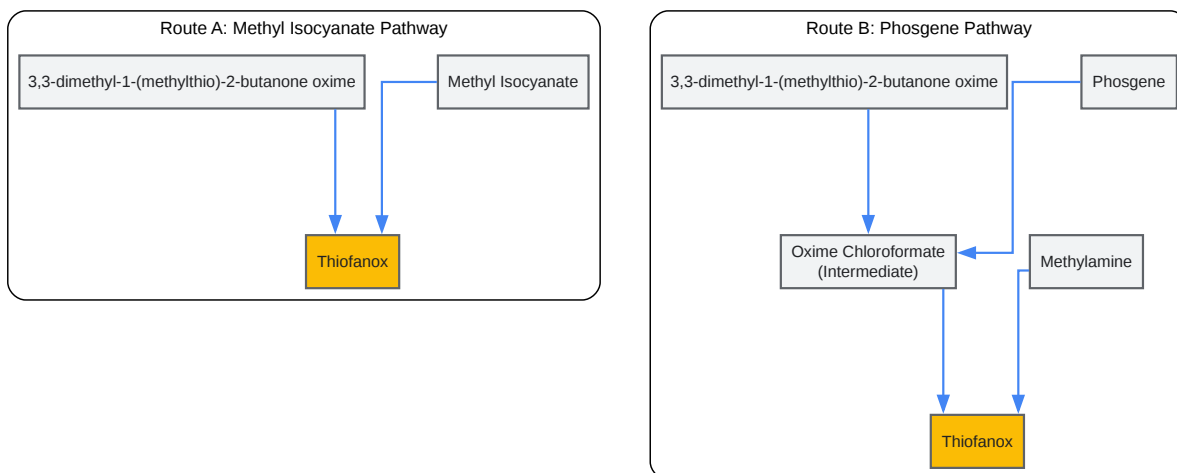 Route A: Methyl Isocyanate Pathway
3,3-dimethyl-1-(methylthio)-2-butanone oxime
Methyl Isocyanate
Thiofanox
Route B: Phosgene Pathway
3,3-dimethyl-1-(methylthio)-2-butanone oxime
Phosgene
Oxime Chloroformate
(Intermediate)
Methylamine
Thiofanox